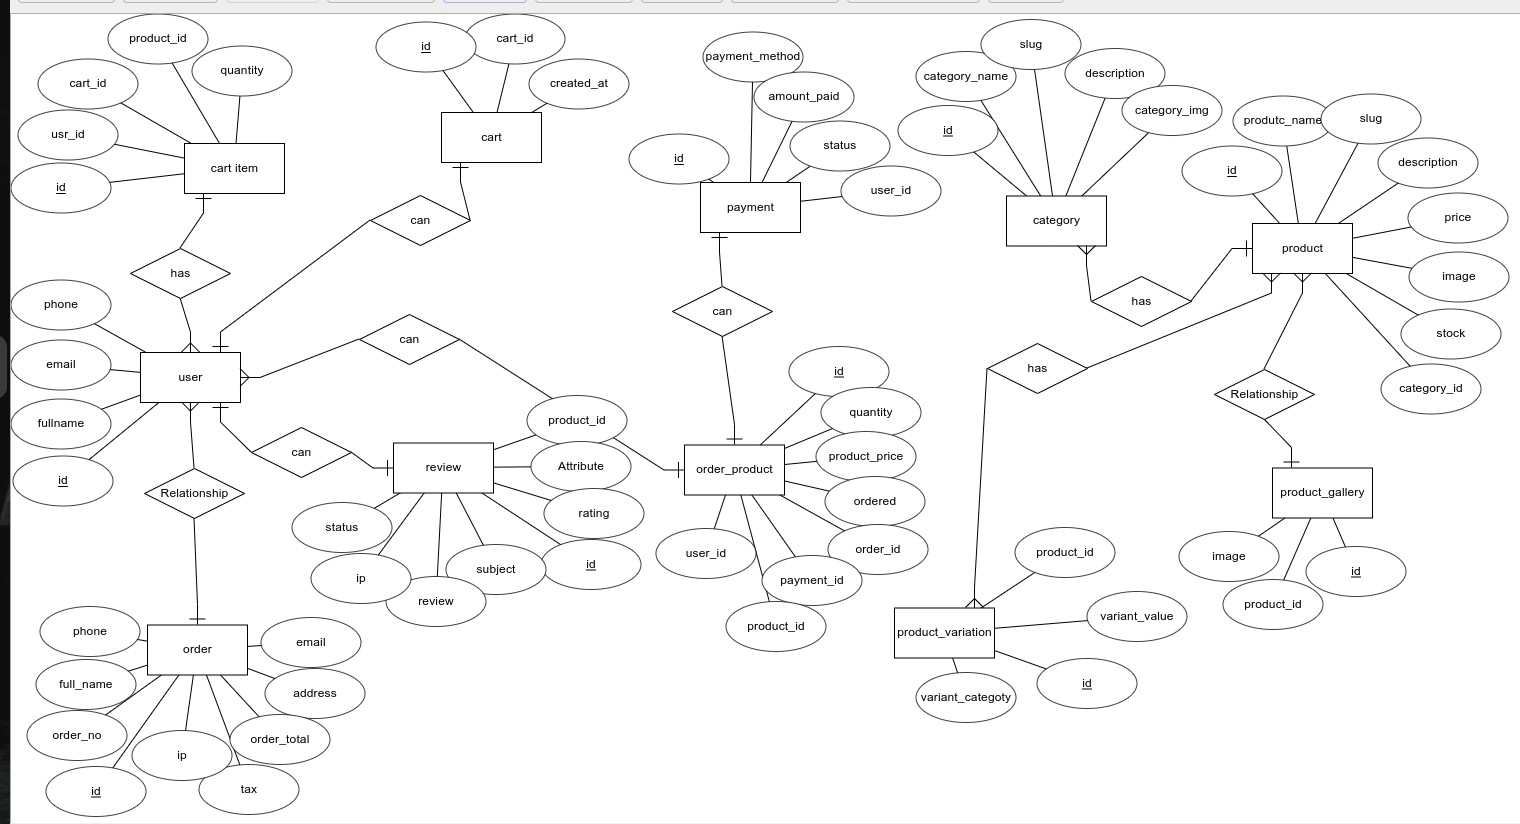 product_id
quantity
cart_id
usr_id
id
cart item
id
cart_id
created_at
cart
payment_method
amount_paid
status
id
user_id
payment
slug
category_name
description
category_img
id
category
produtc_name
slug
id
description
price
image
stock
category_id
product
can
has
can
has
phone
email
fullname
id
user
can
has
Relationship
can
Relationship
product_id
Attribute
rating
id
subject
review
ip
status
review
id
quantity
product_price
ordered
order_id
payment_id
product_id
user_id
order_product
product_gallery
image
product_id
id
product_id
variant_value
id
variant_categoty
product_variation
phone
email
full_name
address
order_no
order_total
ip
id
tax
order